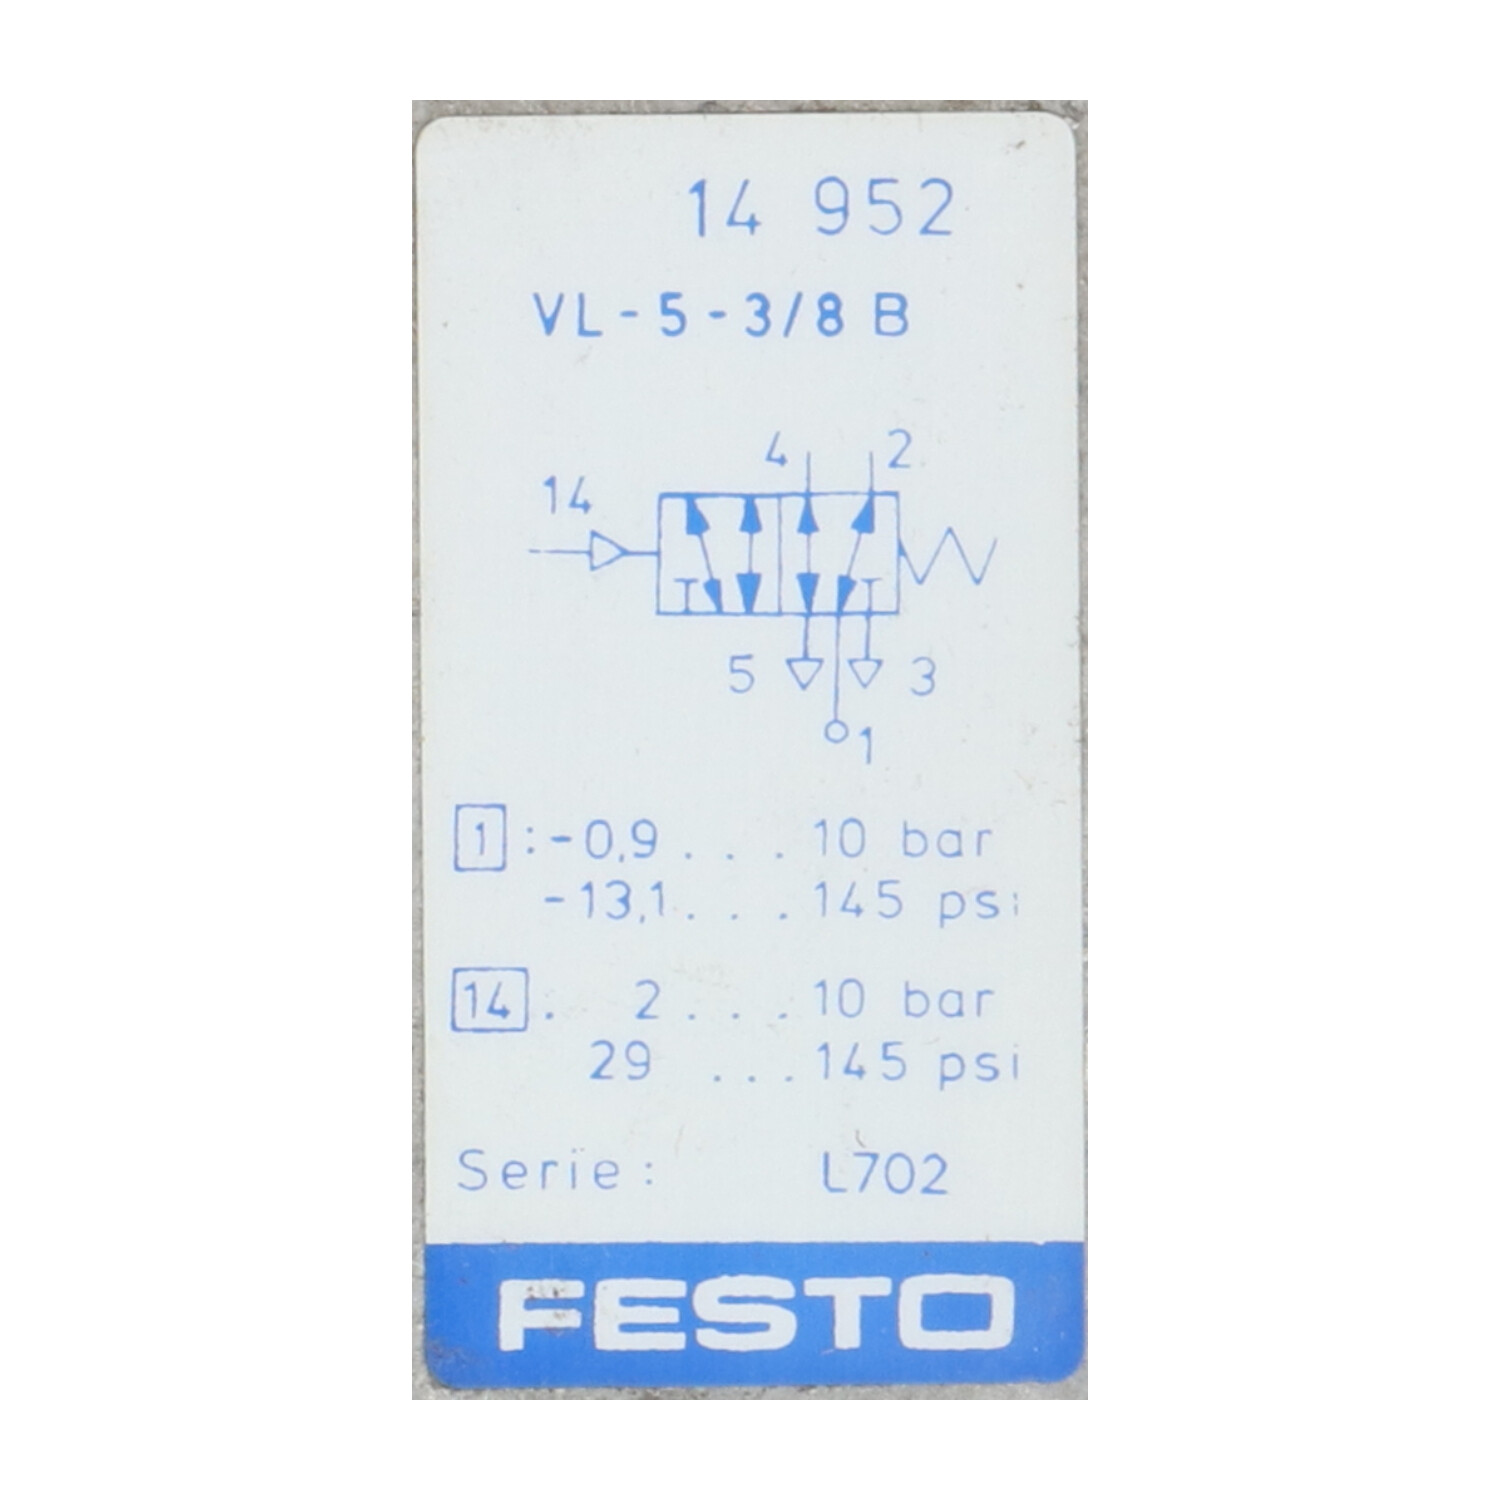 14 952
VL-5-3/8 B
4 2
14
5 3
1
1 :-0,9 . . . 10 bar
-13,1 . . . 145 psi
14 . 2 . . . 10 bar
29 . . . 145 psi
Serie: L702
FESTO